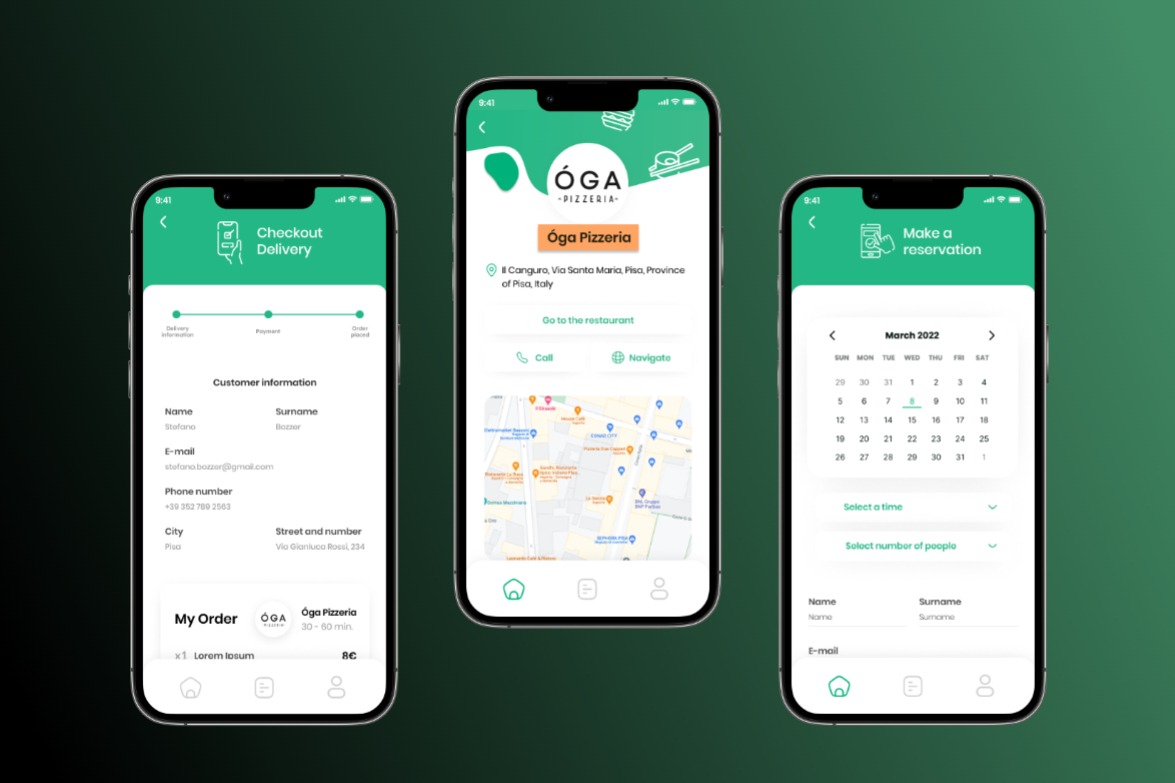 9:41
Checkout
Delivery
Delivery
information
Payment
Order
placed
Customer information
Name
Surname
Stefano
Bozzer
E-mail
stefano.bozzer@gmail.com
Phone number
+39 352 789 2563
City
Street and number
Pisa
Via Gianluca Rossi, 234
My Order
ÓGA
PIZZERIA
Óga Pizzeria
30 - 60 min.
x1 Lorem Ipsum 8€
9:41
ÓGA
-PIZZERIA-
Óga Pizzeria
Il Canguro, Via Santa Maria, Pisa, Province
of Pisa, Italy
Go to the restaurant
Call
Navigate
9:41
Make a
reservation
March 2022
SUN MON TUE WED THU FRI SAT
29 30 31 1 2 3 4
5 6 7 8 9 10 11
12 13 14 15 16 17 18
19 20 21 22 23 24 25
26 27 28 29 30 31 1
Select a time
Select number of people
Name
Surname
Name
Surname
E-mail